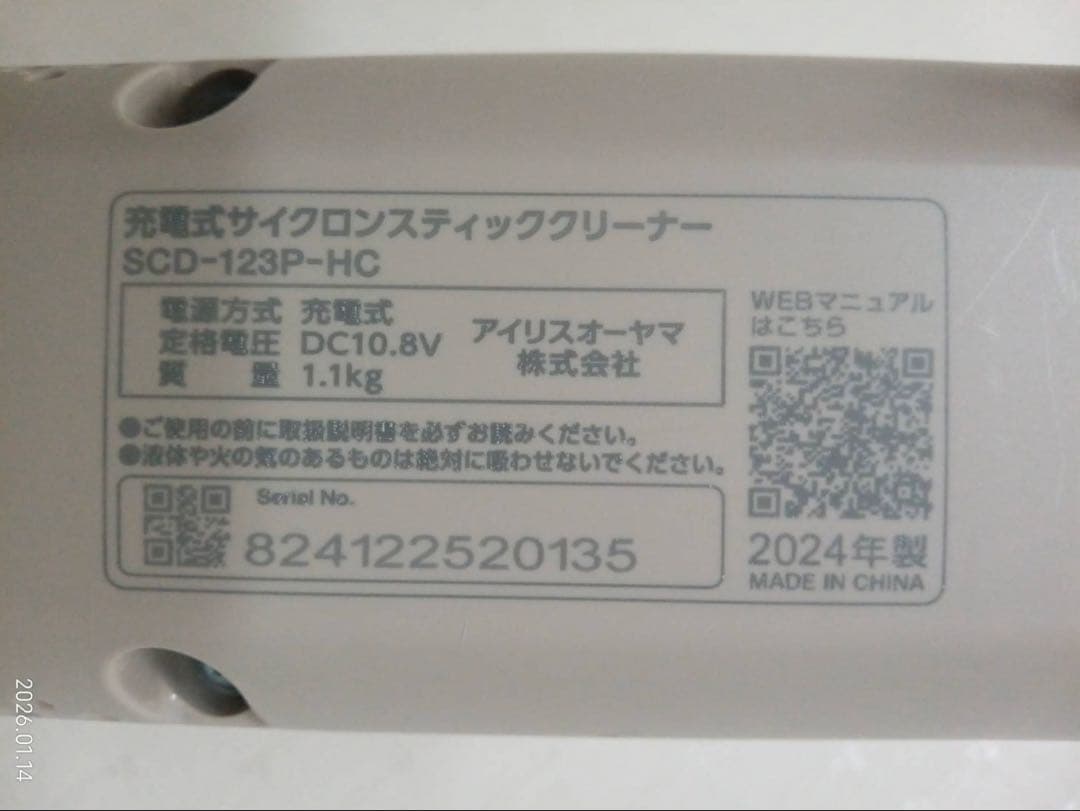 充電式サイクロンスティッククリーナー
SCD-123P-HC
電源方式 充電式
定格電圧 DC10.8V
質量 1.1kg
アイリスオーヤマ
株式会社
WEBマニュアル
はこちら
●ご使用の前に取扱説明書を必ずお読みください。
●液体や火の気のあるものは絶対に吸わせないでください。
Serial No.
824122520135
2024年製
MADE IN CHINA
2026.01.14